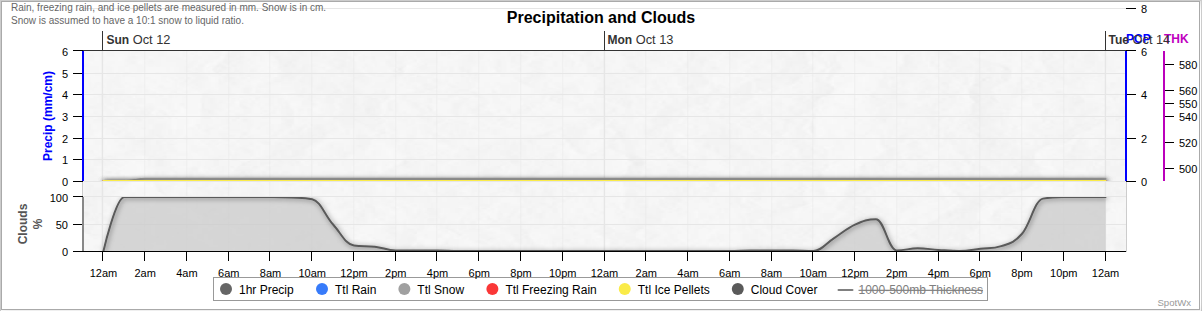 Rain, freezing rain, and ice pellets are measured in mm. Snow is in cm.
Snow is assumed to have a 10:1 snow to liquid ratio.
Precipitation and Clouds
Sun Oct 12
Mon Oct 13
Tue Oct 14
PCP
THK
Precip (mm/cm)
6
5
4
3
2
1
0
8
6
4
2
0
580
560
550
540
520
500
Clouds
%
100
50
0
12am 2am 4am 6am 8am 10am 12pm 2pm 4pm 6pm 8pm 10pm 12am 2am 4am 6am 8am 10am 12pm 2pm 4pm 6pm 8pm 10pm 12am
1hr Precip Ttl Rain Ttl Snow Ttl Freezing Rain Ttl Ice Pellets Cloud Cover 1000-500mb Thickness
SpotWx